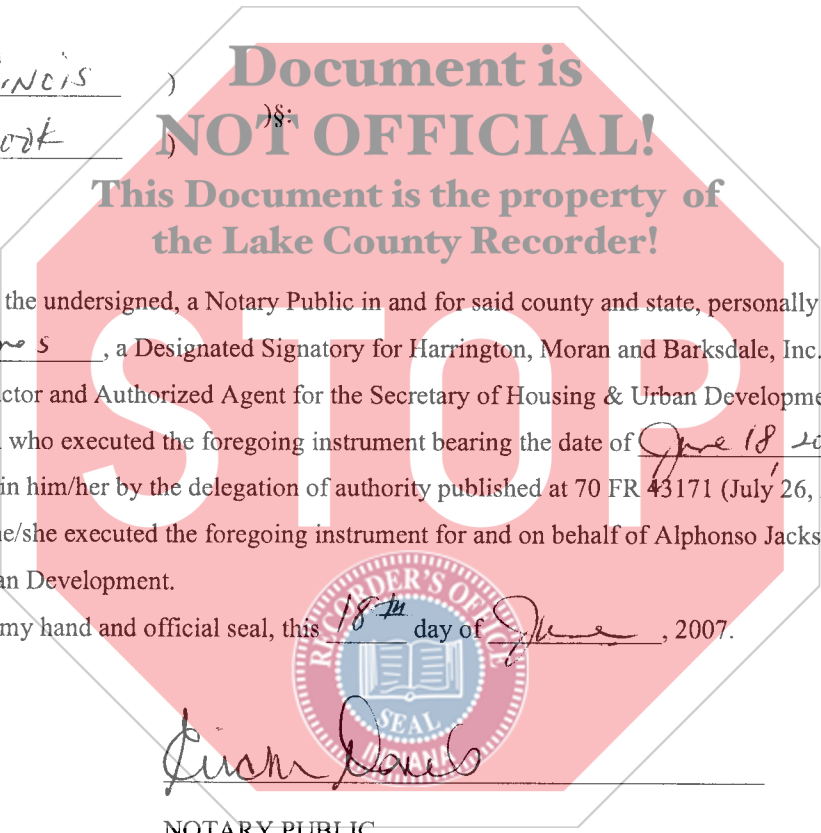 Document is
NOT OFFICIAL!
This Document is the property of
the Lake County Recorder!
)
)§:
)
the undersigned, a Notary Public in and for said county and state, personally
, a Designated Signatory for Harrington, Moran and Barksdale, Inc.
ctor and Authorized Agent for the Secretary of Housing & Urban Developme
who executed the foregoing instrument bearing the date of June 18 20
in him/her by the delegation of authority published at 70 FR 43171 (July 26,
e/she executed the foregoing instrument for and on behalf of Alphonso Jacks
an Development.
my hand and official seal, this 18th day of June, 2007.
STOP
RECORDER'S OFFICE
SEAL
INDIANA
NOTARY PUBLIC